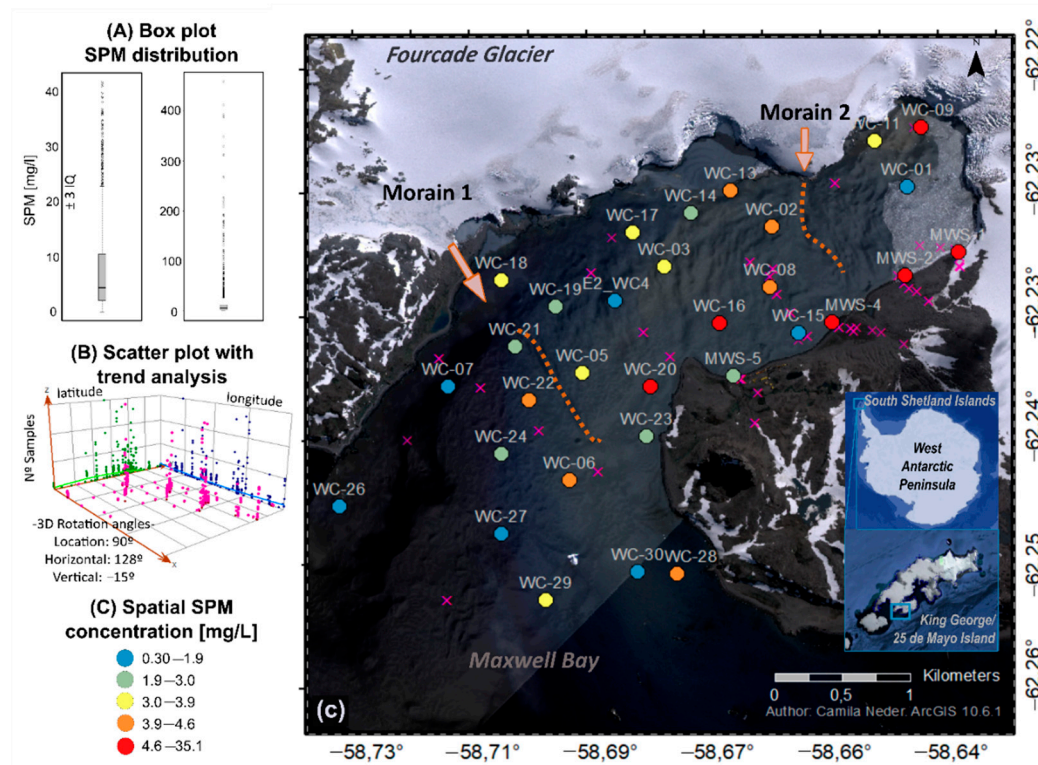 (A) Box plot
SPM distribution
SPM [mg/l]
± 3 IQ
40
30
20
10
0
400
300
200
100
0
(B) Scatter plot with
trend analysis
latitude
longitude
z
Nº Samples
x
-3D Rotation angles-
Location: 90º
Horizontal: 128º
Vertical: −15º
(C) Spatial SPM
concentration [mg/L]
0.30—1.9
1.9—3.0
3.0—3.9
3.9—4.6
4.6—35.1
Fourcade Glacier
N
Morain 2
Morain 1
WC-09
WC-11
WC-01
WC-13
WC-14
WC-02
WC-17
WC-03
MWS-
MWS-2
WC-18
WC-08
E2_WC4
WC-19
WC-16
WC-15
MWS-4
WC-21
WC-07
WC-05
WC-20
MWS-5
WC-22
WC-23
WC-24
WC-06
WC-26
WC-27
WC-30
WC-28
WC-29
Maxwell Bay
South Shetland Islands
West
Antarctic
Peninsula
King George/
25 de Mayo Island
Kilometers
0
0,5
1
Author: Camila Neder. ArcGIS 10.6.1
(c)
−62,22°
−62,23°
−62,23°
−62,24°
−62,25°
−62,26°
−58,73°
−58,71°
−58,69°
−58,67°
−58,66°
−58,64°